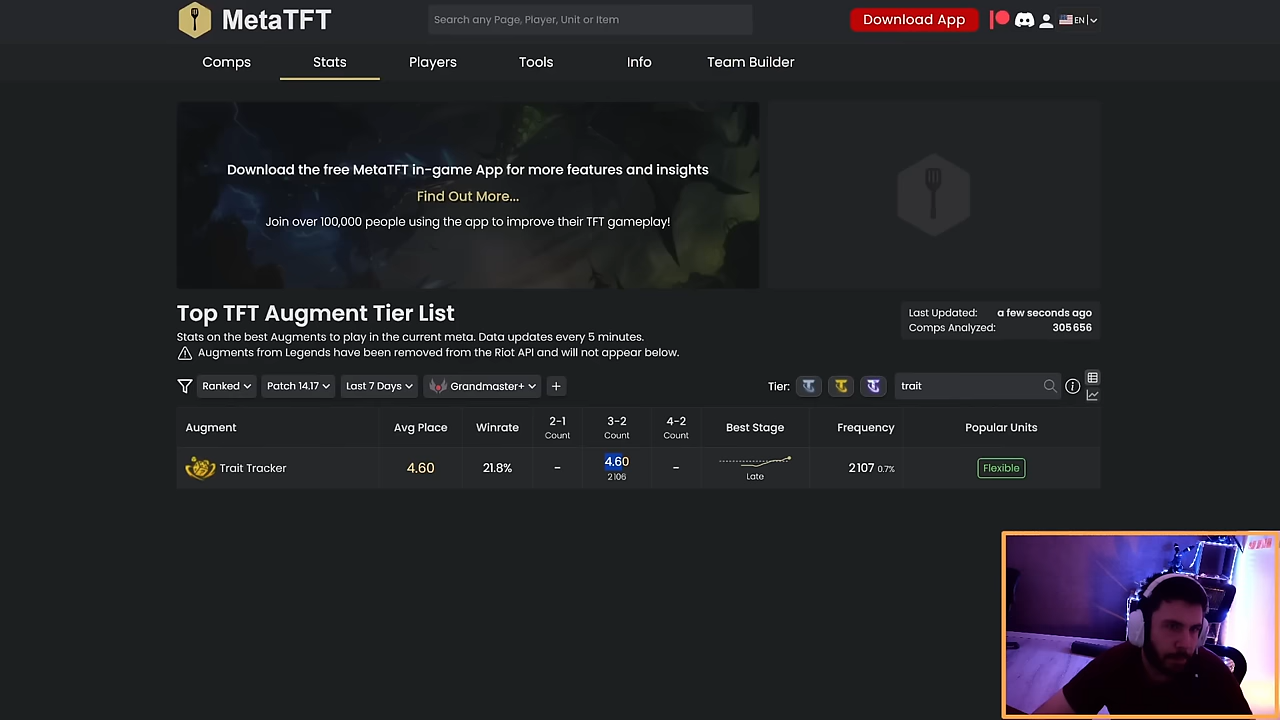 MetaTFT
Search any Page, Player, Unit or Item
Download App
EN
Comps
Stats
Players
Tools
Info
Team Builder
Download the free MetaTFT in-game App for more features and insights
Find Out More...
Join over 100,000 people using the app to improve their TFT gameplay!
Top TFT Augment Tier List
Stats on the best Augments to play in the current meta. Data updates every 5 minutes.
Augments from Legends have been removed from the Riot API and will not appear below.
Last Updated: a few seconds ago
Comps Analyzed: 305656
Ranked
Patch 14.17
Last 7 Days
Grandmaster+
+
Tier:
trait
Augment
Avg Place
Winrate
2-1
Count
3-2
Count
4-2
Count
Best Stage
Frequency
Popular Units
Trait Tracker
4.60
21.8%
-
4.60
2106
-
Late
2107 0.7%
Flexible